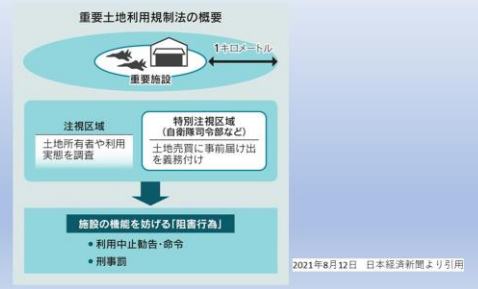 重要土地利用規制法の概要
1キロメートル
重要施設
注視区域
土地所有者や利用
実態を調査
特別注視区域
(自衛隊司令部など)
土地売買に事前届け出
を義務付け
施設の機能を妨げる「阻害行為」
• 利用中止勧告·命令
• 刑事罰
2021年8月12日 日本経済新聞より引用